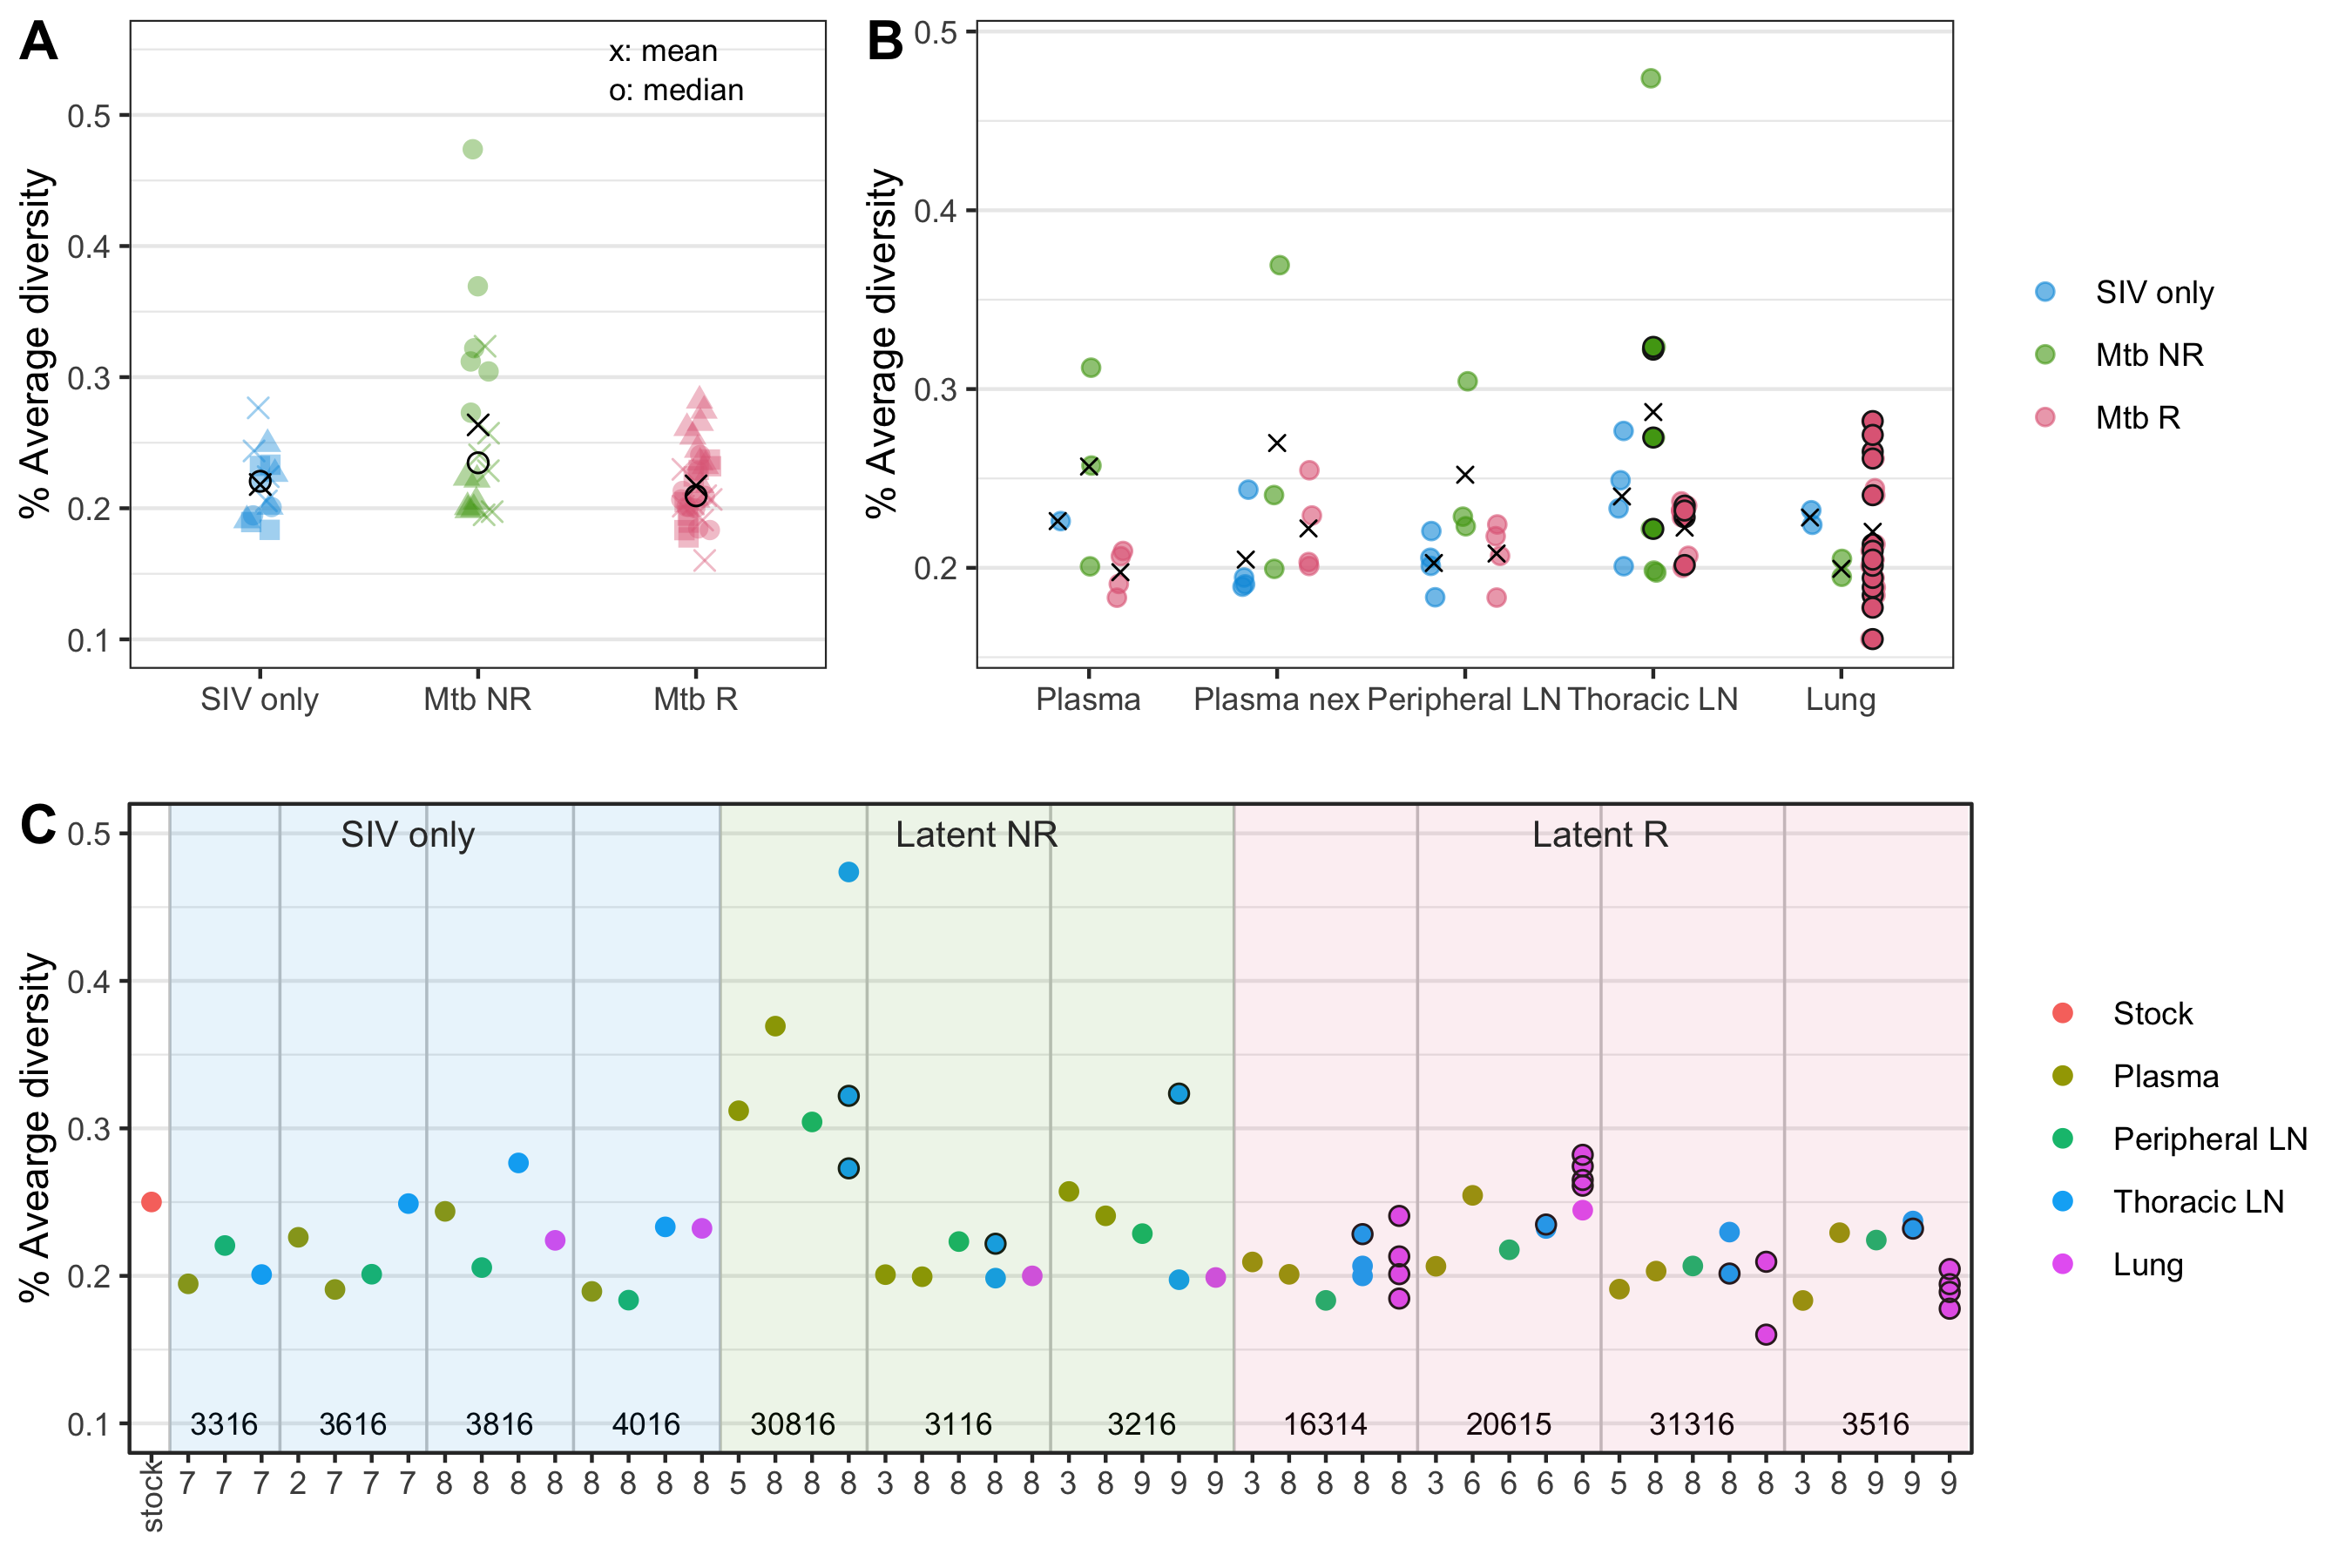 A
x: mean
o: median
% Average diversity
0.5
0.4
0.3
0.2
0.1
SIV only
Mtb NR
Mtb R
B
% Average diversity
0.5
0.4
0.3
0.2
Plasma
Plasma nex
Peripheral LN
Thoracic LN
Lung
SIV only
Mtb NR
Mtb R
C
% Avearge diversity
0.5
0.4
0.3
0.2
0.1
SIV only
Latent NR
Latent R
3316 3616 3816 4016 30816 3116 3216 16314 20615 31316 3516
stock 7 7 7 2 7 7 7 8 8 8 8 8 8 8 8 5 8 8 8 3 8 8 8 8 3 8 9 9 9 3 8 8 8 8 3 6 6 6 6 5 8 8 8 8 3 8 9 9 9
Stock
Plasma
Peripheral LN
Thoracic LN
Lung